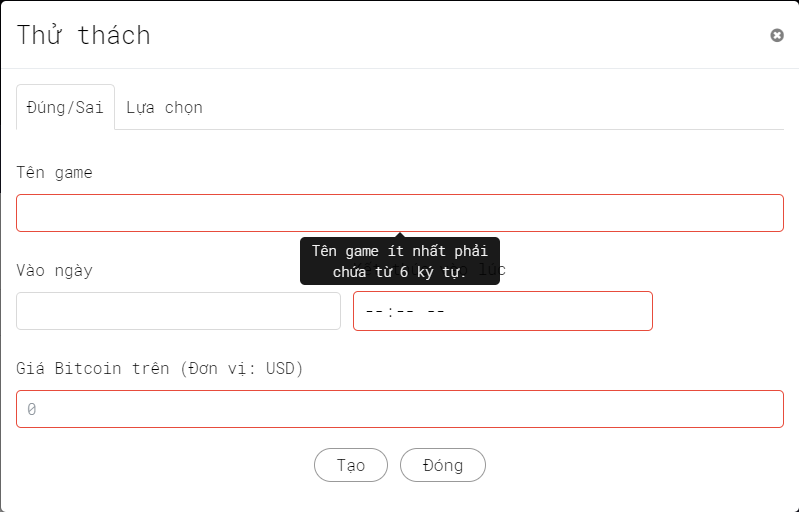 Thử thách
Đúng/Sai Lựa chọn
Tên game
Tên game ít nhất phải
chứa từ 6 ký tự.
Vào ngày
lúc
--:-- --
Giá Bitcoin trên (Đơn vị: USD)
0
Tạo Đóng